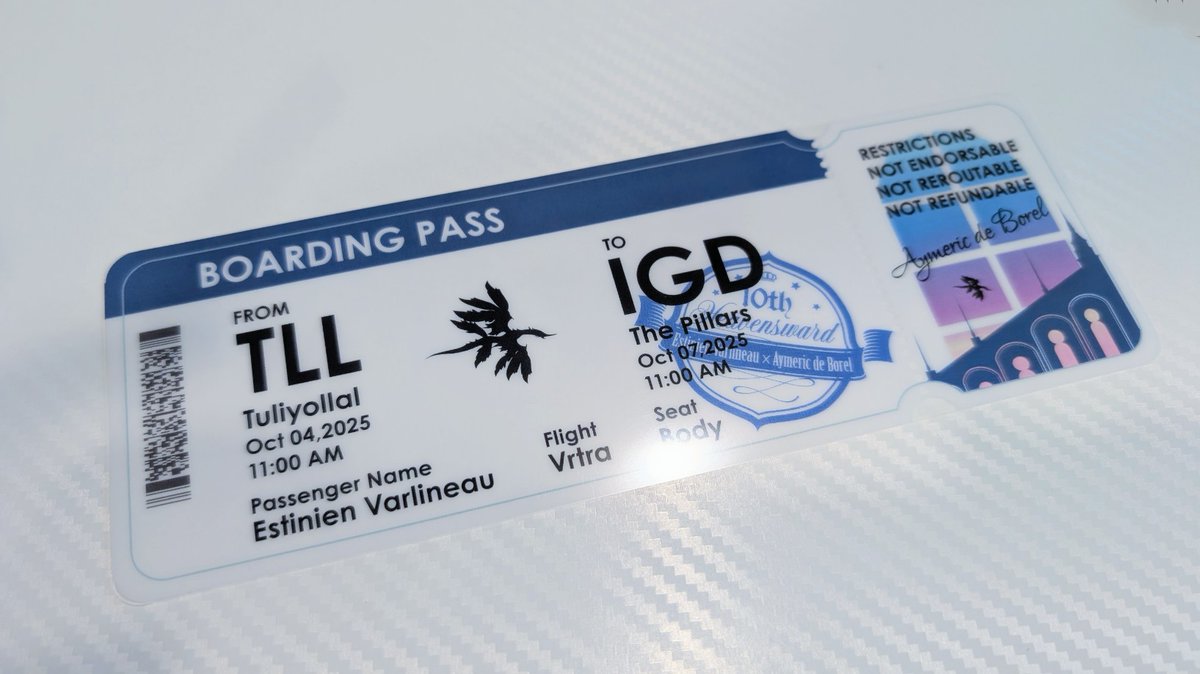 BOARDING PASS
FROM
TLL
Tuliyollal
Oct 04,2025
11:00 AM
Passenger Name
Estinien Varlineau
Flight
Vrtra
TO
IGD
The Pillars
Oct 07,2025
11:00 AM
Seat
Body
10th
Heavensward
Estinien Varlineau × Aymeric de Borel
RESTRICTIONS
NOT ENDORSABLE
NOT REROUTABLE
NOT REFUNDABLE
Aymeric de Borel